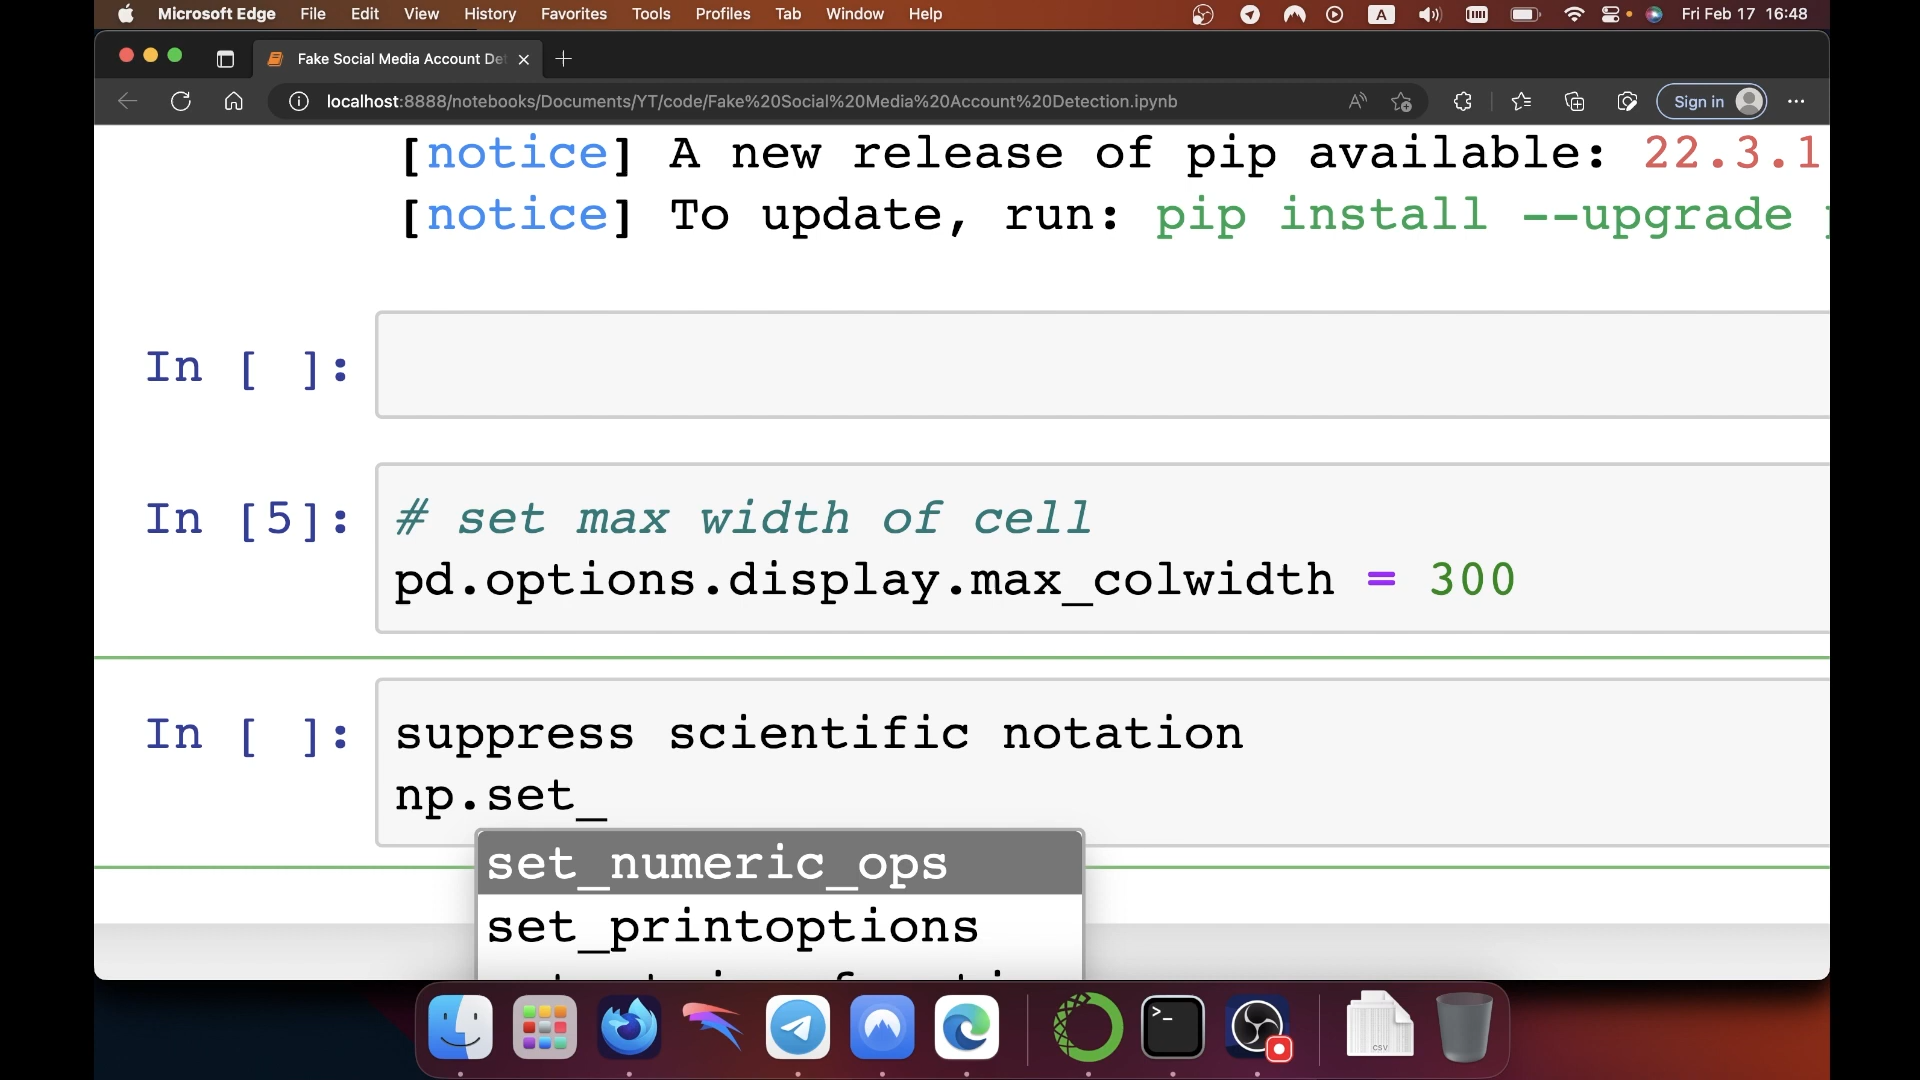 Microsoft Edge File Edit View History Favorites Tools Profiles Tab Window Help A Fri Feb 17 16:48
Fake Social Media Account De
localhost:8888/notebooks/Documents/YT/code/Fake%20Social%20Media%20Account%20Detection.ipynb Sign in
[notice] A new release of pip available: 22.3.1
[notice] To update, run: pip install --upgrade
In [ ]:
In [5]: # set max width of cell
pd.options.display.max_colwidth = 300
In [ ]: suppress scientific notation
np.set_
set_numeric_ops
set_printoptions
CSV